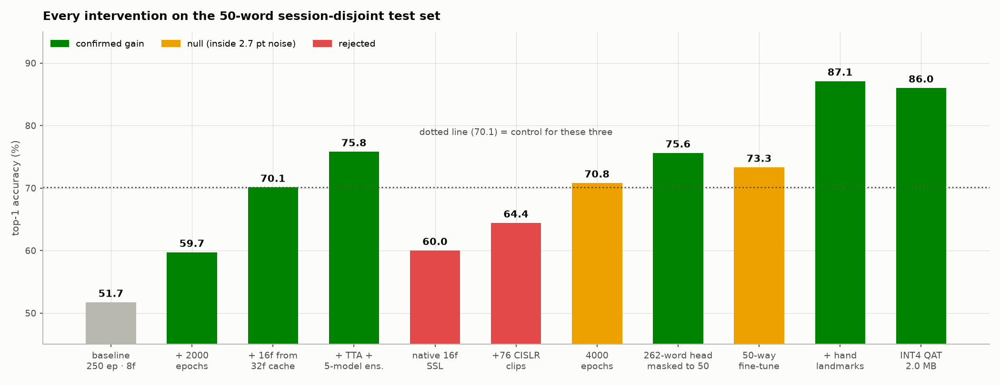 Every intervention on the 50-word session-disjoint test set
confirmed gain
null (inside 2.7 pt noise)
rejected
top-1 accuracy (%)
90
80
70
60
50
dotted line (70.1) = control for these three
51.7
59.7
70.1
75.8
60.0
64.4
70.8
75.6
73.3
87.1
86.0
baseline
250 ep · 8f
+ 2000
epochs
+ 16f from
32f cache
+ TTA +
5-model ens.
native 16f
SSL
+76 CISLR
clips
4000
epochs
262-word head
masked to 50
50-way
fine-tune
+ hand
landmarks
INT4 QAT
2.0 MB